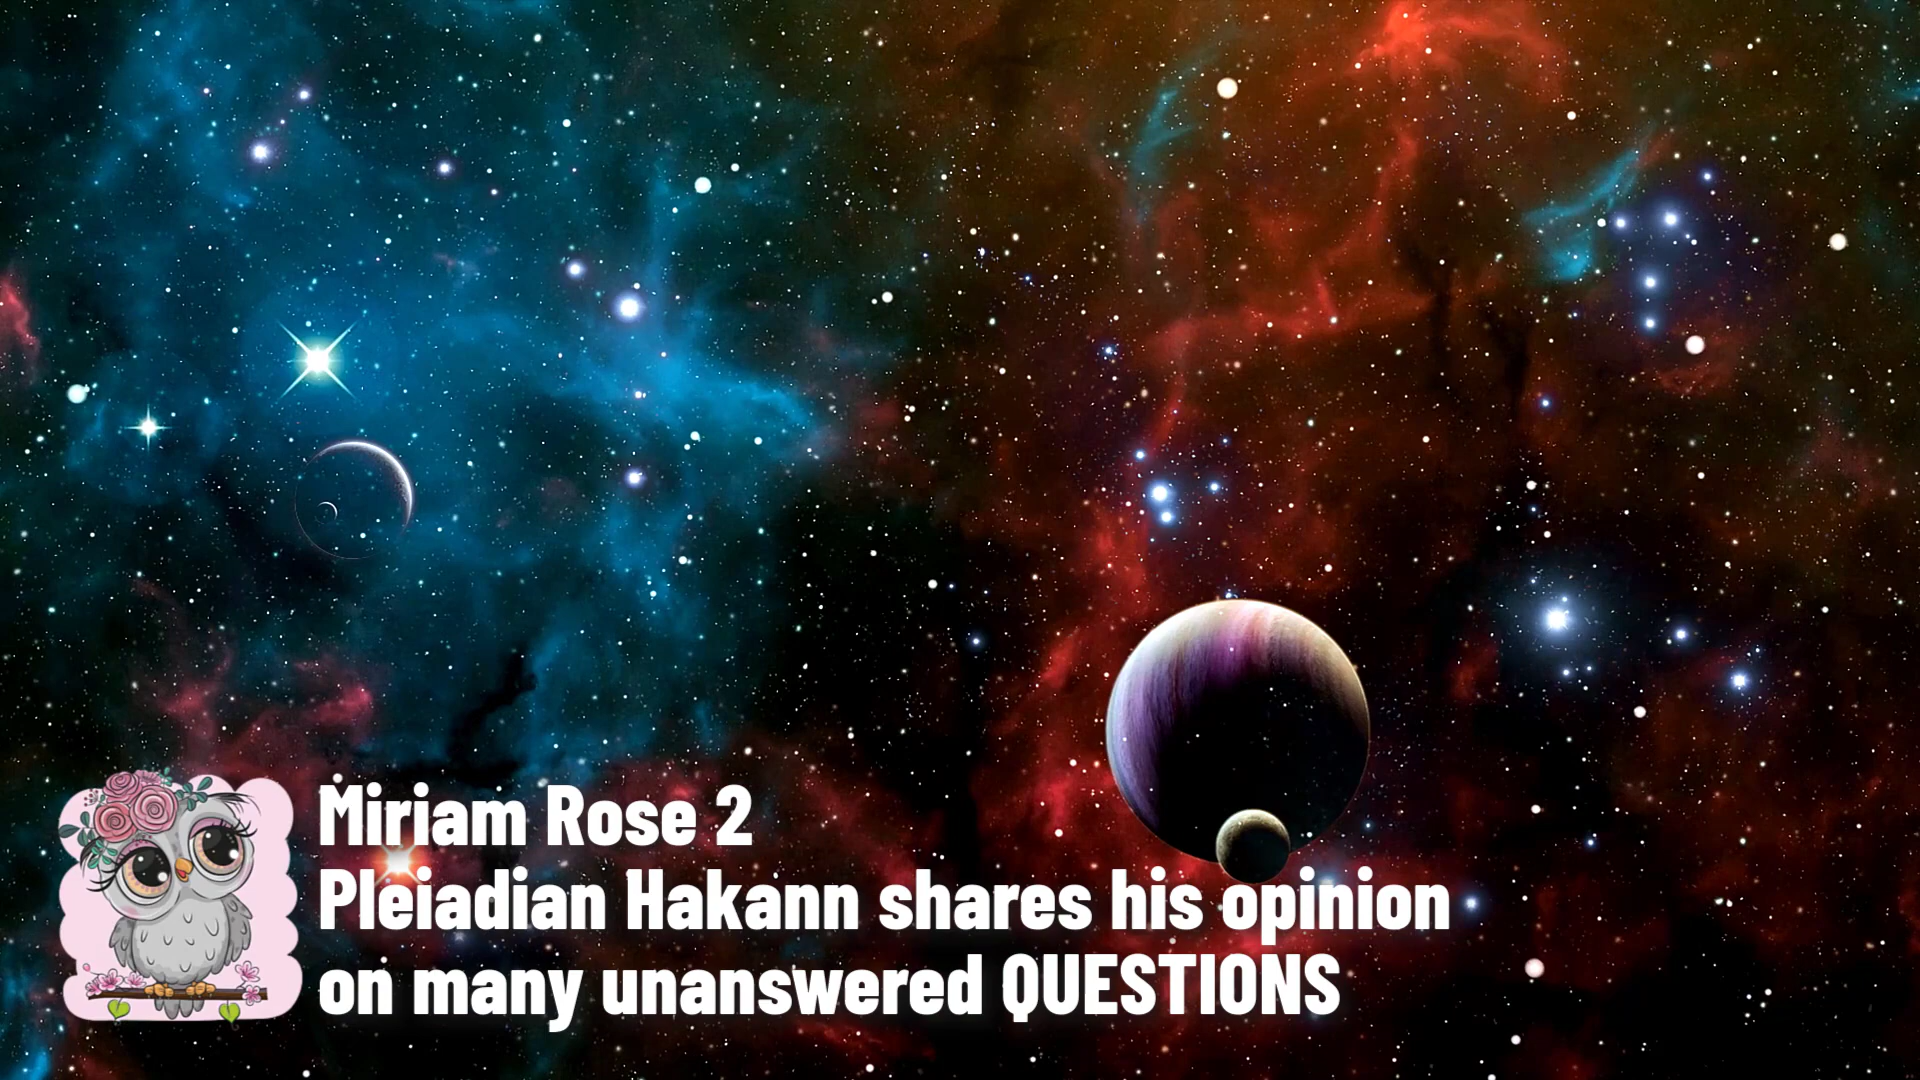 Miriam Rose 2
Pleiadian Hakann shares his opinion
on many unanswered QUESTIONS